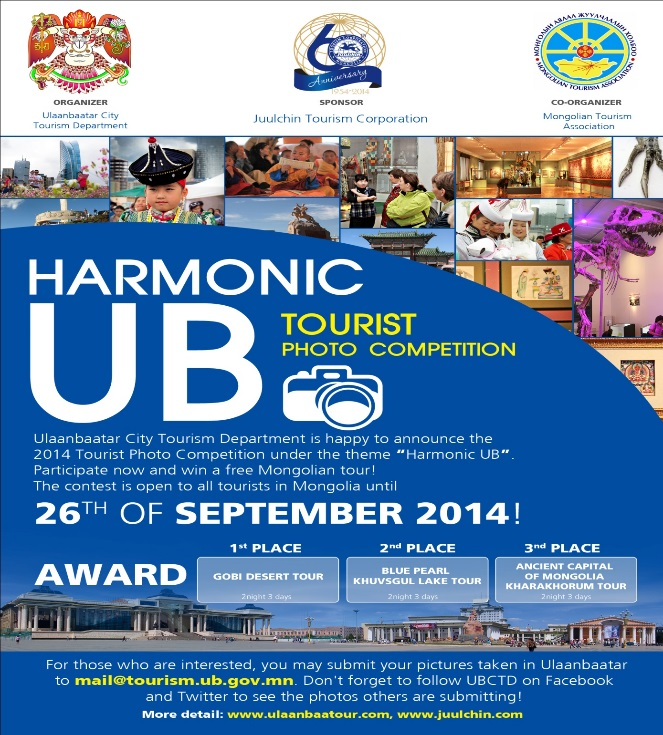 60
Anniversary
1954-2014
МОНГОЛЫН АЯЛАЛ ЖУУЛЧЛАЛЫН ХОЛБОО
MONGOLIAN TOURISM ASSOCIATION
ORGANIZER
Ulaanbaatar City
Tourism Department
SPONSOR
Juulchin Tourism Corporation
CO-ORGANIZER
Mongolian Tourism
Association
HARMONIC
UB
TOURIST
PHOTO COMPETITION
Ulaanbaatar City Tourism Department is happy to announce the
2014 Tourist Photo Competition under the theme “Harmonic UB”.
Participate now and win a free Mongolian tour!
The contest is open to all tourists in Mongolia until
26TH OF SEPTEMBER 2014!
AWARD
1st PLACE
GOBI DESERT TOUR
2night 3 days
2nd PLACE
BLUE PEARL
KHUVSGUL LAKE TOUR
2night 3 days
3nd PLACE
ANCIENT CAPITAL
OF MONGOLIA
KHARAKHORUM TOUR
2night 3 days
For those who are interested, you may submit your pictures taken in Ulaanbaatar
to mail@tourism.ub.gov.mn. Don't forget to follow UBCTD on Facebook
and Twitter to see the photos others are submitting!
More detail: www.ulaanbaatour.com, www.juulchin.com